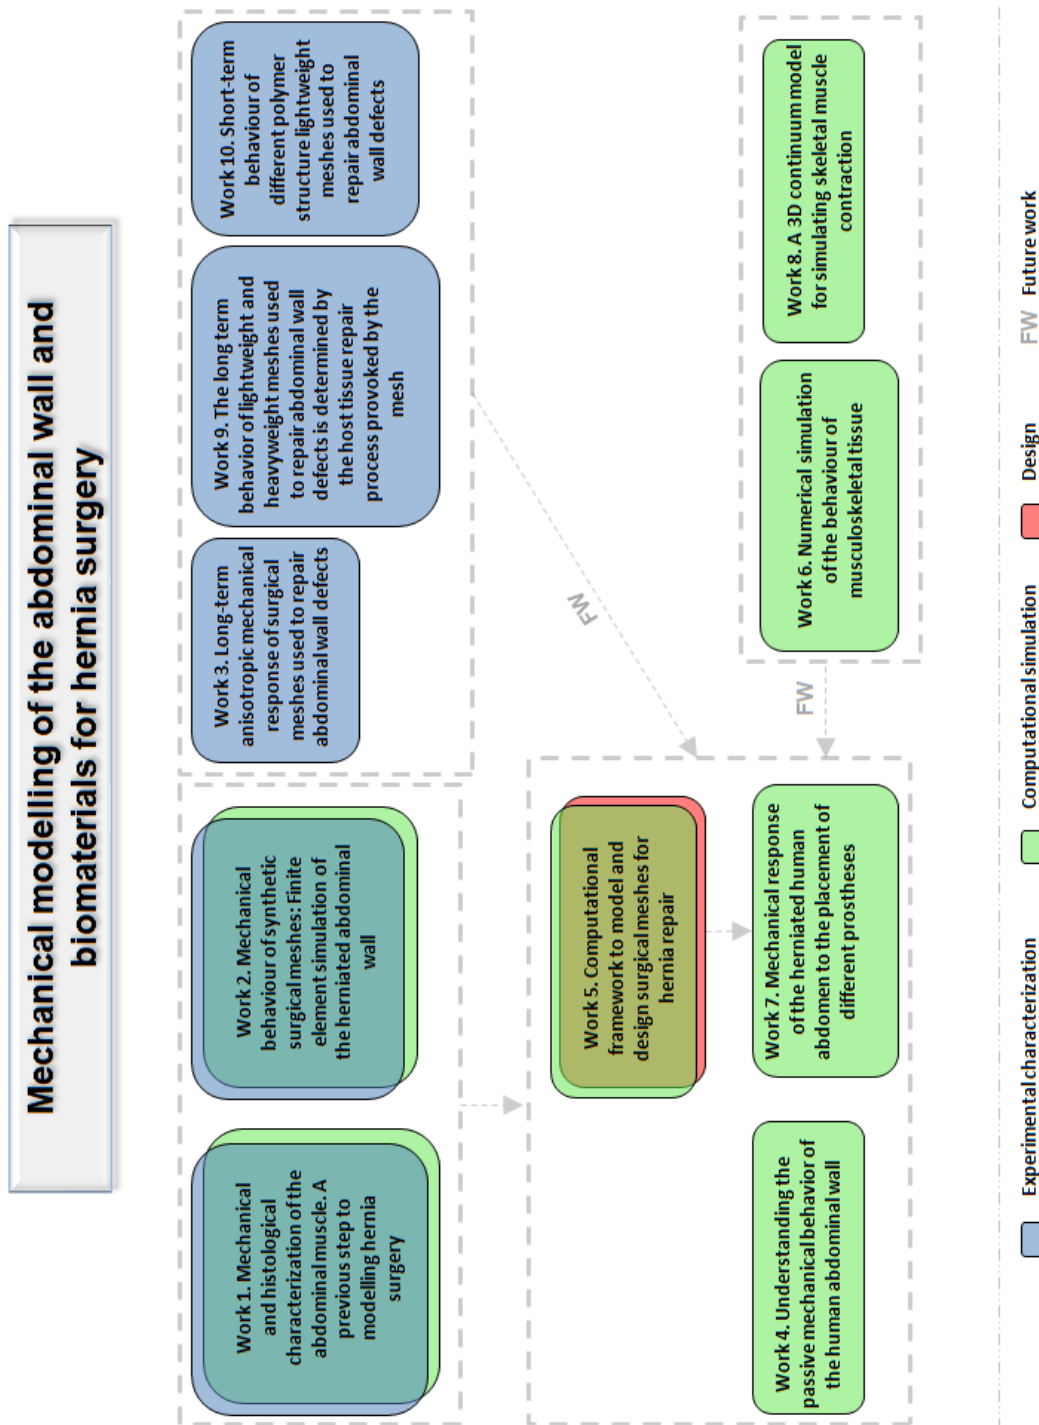 Mechanical modelling of the abdominal wall and
biomaterials for hernia surgery
Work 1. Mechanical
and histological
characterization of the
abdominal muscle. A
previous step to
modelling hernia
surgery
Work 2. Mechanical
behaviour of synthetic
surgical meshes: Finite
element simulation of
the herniated abdominal
wall
Work 3. Long-term
anisotropic mechanical
response of surgical
meshes used to repair
abdominal wall defects
Work 9. The long term
behavior of lightweight and
heavyweight meshes used
to repair abdominal wall
defects is determined by
the host tissue repair
process provoked by the
mesh
Work 10. Short-term
behaviour of
different polymer
structure lightweight
meshes used to
repair abdominal
wall defects
FW
Work 5. Computational
framework to model and
design surgical meshes for
hernia repair
Work 4. Understanding the
passive mechanical behavior of
the human abdominal wall
Work 7. Mechanical response
of the herniated human
abdomen to the placement of
different prostheses
FW
Work 6. Numerical simulation
of the behaviour of
musculoskeletal tissue
Work 8. A 3D continuum model
for simulating skeletal muscle
contraction
Experimental characterization
Computational simulation
Design
FW Future work